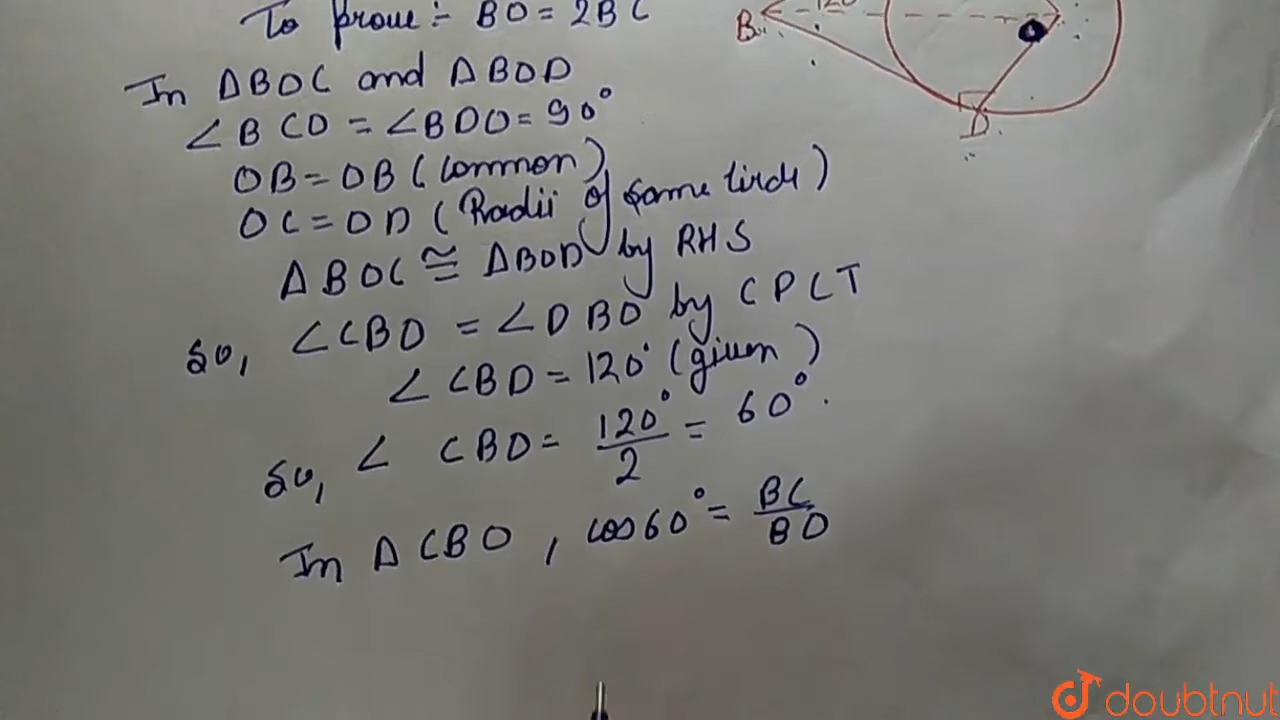 To prove :- BO = 2BC
B
120
O
D.
In ΔBOC and ΔBOD
∠BCO = ∠BDO = 90°
OB = OB (common)
OC = OD (Radii of same circle)
ΔBOC ≅ ΔBOD by RHS
So, ∠CBO = ∠DBO by CPCT
∠CBD = 120° (given)
So, ∠CBO = 120°/2 = 60°.
In ΔCBO, cos60° = BC/BO
doubtnut